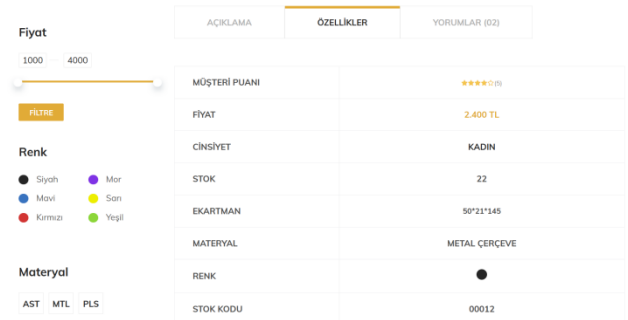 Fiyat
1000 4000
FİLTRE
Renk
Siyah Mor
Mavi Sarı
Kırmızı Yeşil
Materyal
AST MTL PLS
AÇIKLAMA ÖZELLİKLER YORUMLAR (02)
MÜŞTERİ PUANI (5)
FİYAT 2.400 TL
CİNSİYET KADIN
STOK 22
EKARTMAN 50*21*145
MATERYAL METAL ÇERÇEVE
RENK
STOK KODU 00012